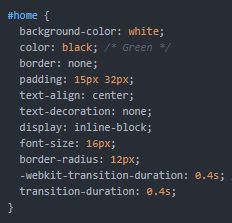 #home {
  background-color: white;
  color: black; /* Green */
  border: none;
  padding: 15px 32px;
  text-align: center;
  text-decoration: none;
  display: inline-block;
  font-size: 16px;
  border-radius: 12px;
  -webkit-transition-duration: 0.4s;
  transition-duration: 0.4s;
}